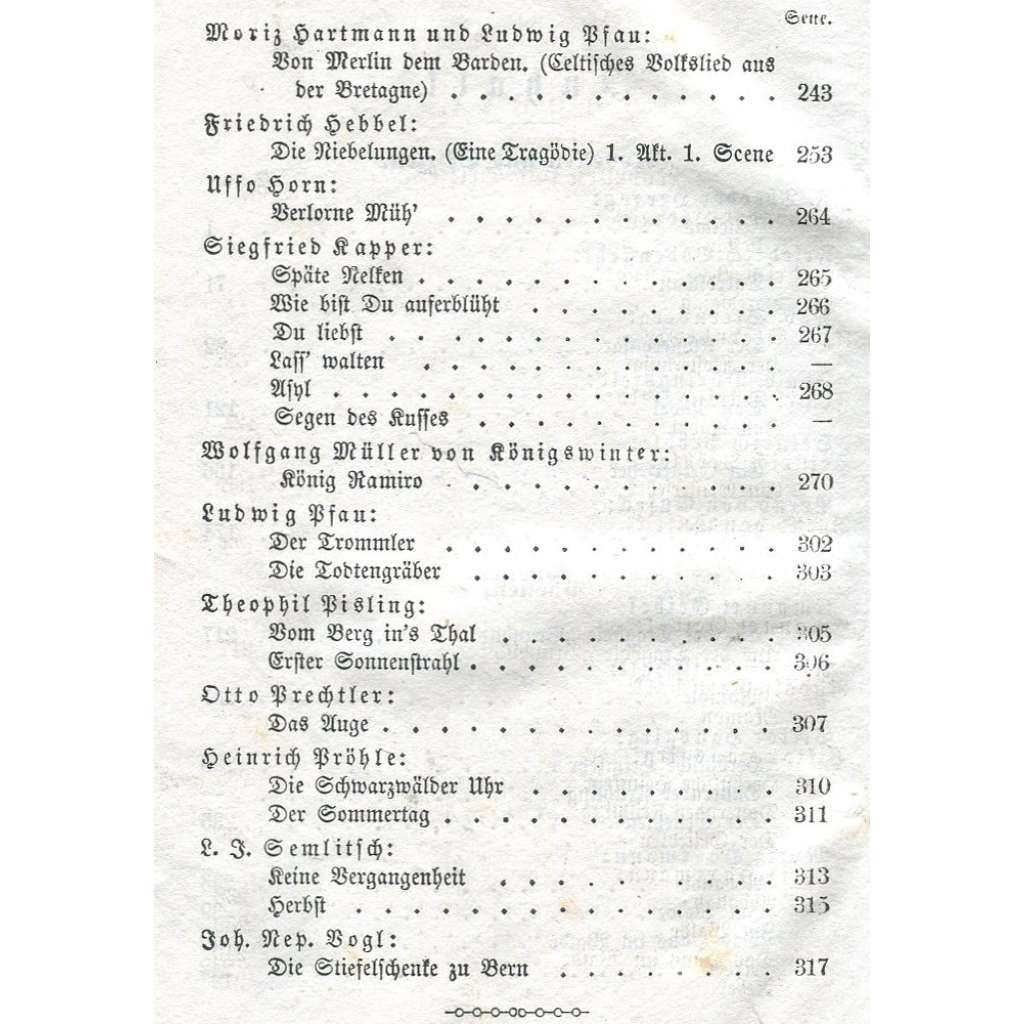 Seite.
Moriz Hartmann und Ludwig Pfau:
Von Merlin dem Barden. (Celtisches Volkslied aus
der Bretagne) . . . . . . . . . . . . 243
Friedrich Hebbel:
Die Niebelungen. (Eine Tragödie) 1. Akt. 1. Scene 253
Uffo Horn:
Verlorne Müh' . . . . . . . . . . . . 264
Siegfried Kapper:
Späte Nelken . . . . . . . . . . . . . 265
Wie bist Du auferblüht . . . . . . . . . 266
Du liebst . . . . . . . . . . . . . . 267
Lass' walten . . . . . . . . . . . . . —
Asyl . . . . . . . . . . . . . . . . 268
Segen des Kusses . . . . . . . . . . . —
Wolfgang Müller von Königswinter:
König Ramiro . . . . . . . . . . . . 270
Ludwig Pfau:
Der Trommler . . . . . . . . . . . . 302
Die Todtengräber . . . . . . . . . . . 303
Theophil Pisling:
Vom Berg in's Thal . . . . . . . . . . 305
Erster Sonnenstrahl . . . . . . . . . . . 306
Otto Prechtler:
Das Auge . . . . . . . . . . . . . . 307
Heinrich Pröhle:
Die Schwarzwälder Uhr . . . . . . . . . 310
Der Sommertag . . . . . . . . . . . . 311
L. J. Semlitsch:
Keine Vergangenheit . . . . . . . . . . 313
Herbst . . . . . . . . . . . . . . . 315
Joh. Nep. Vogl:
Die Stiefelschenke zu Bern . . . . . . . . 317